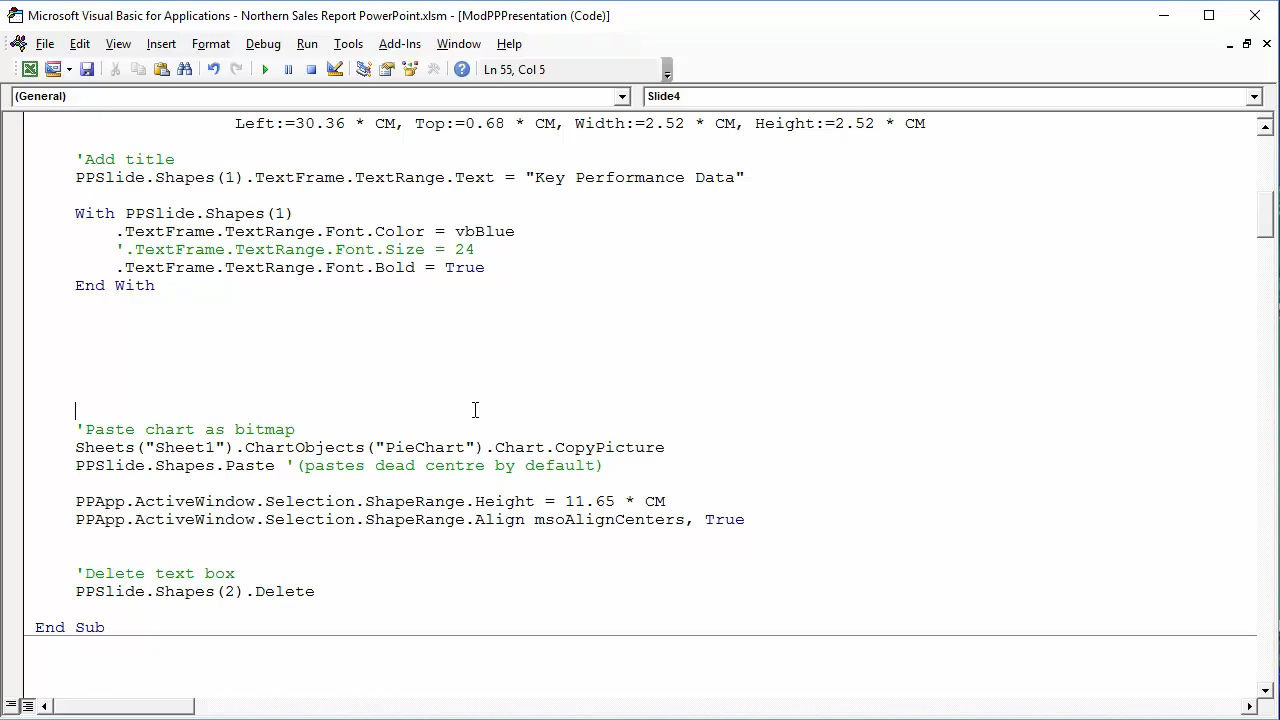 Microsoft Visual Basic for Applications - Northern Sales Report PowerPoint.xlsm - [ModPPPresentation (Code)]
File Edit View Insert Format Debug Run Tools Add-Ins Window Help
Ln 55, Col 5
(General) Slide4
Left:=30.36 * CM, Top:=0.68 * CM, Width:=2.52 * CM, Height:=2.52 * CM
'Add title
PPSlide.Shapes(1).TextFrame.TextRange.Text = "Key Performance Data"
With PPSlide.Shapes(1)
.TextFrame.TextRange.Font.Color = vbBlue
'.TextFrame.TextRange.Font.Size = 24
.TextFrame.TextRange.Font.Bold = True
End With
'Paste chart as bitmap
Sheets("Sheet1").ChartObjects("PieChart").Chart.CopyPicture
PPSlide.Shapes.Paste '(pastes dead centre by default)
PPApp.ActiveWindow.Selection.ShapeRange.Height = 11.65 * CM
PPApp.ActiveWindow.Selection.ShapeRange.Align msoAlignCenters, True
'Delete text box
PPSlide.Shapes(2).Delete
End Sub